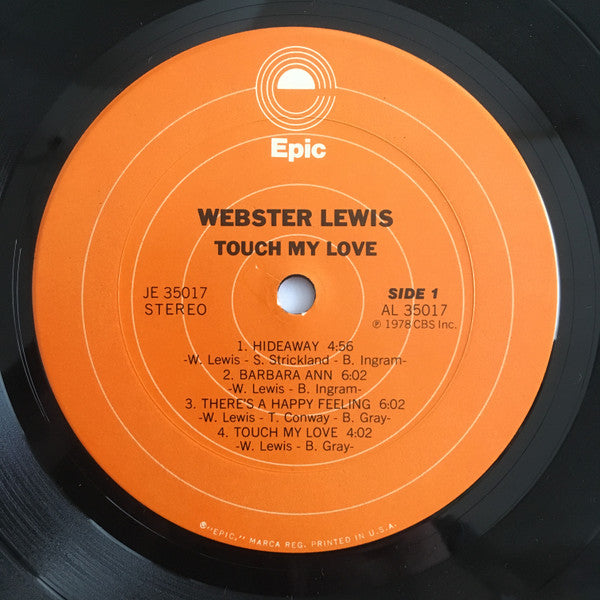 Epic
WEBSTER LEWIS
TOUCH MY LOVE
JE 35017
STEREO
SIDE 1
AL 35017
℗ 1978 CBS Inc.
1. HIDEAWAY 4:56
-W. Lewis - S. Strickland - B. Ingram-
2. BARBARA ANN 6:02
-W. Lewis - B. Ingram-
3. THERE'S A HAPPY FEELING 6:02
-W. Lewis - T. Conway - B. Gray-
4. TOUCH MY LOVE 4:02
-W. Lewis - B. Gray-
©"EPIC," MARCA REG. PRINTED IN U.S.A.